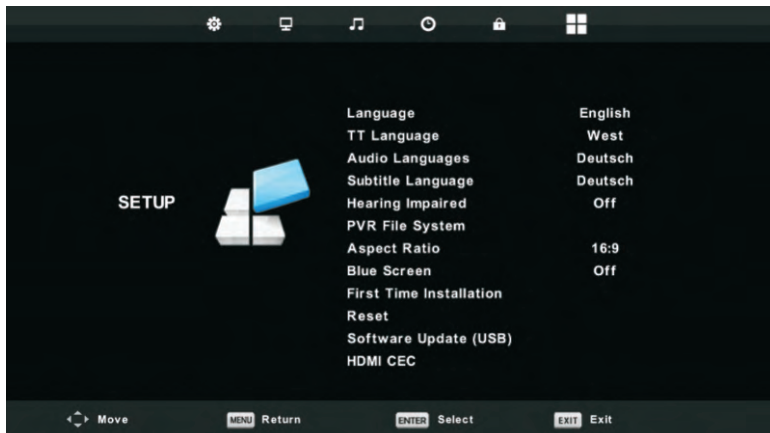 SETUP
Language English
TT Language West
Audio Languages Deutsch
Subtitle Language Deutsch
Hearing Impaired Off
PVR File System
Aspect Ratio 16:9
Blue Screen Off
First Time Installation
Reset
Software Update (USB)
HDMI CEC
Move MENU Return ENTER Select EXIT Exit